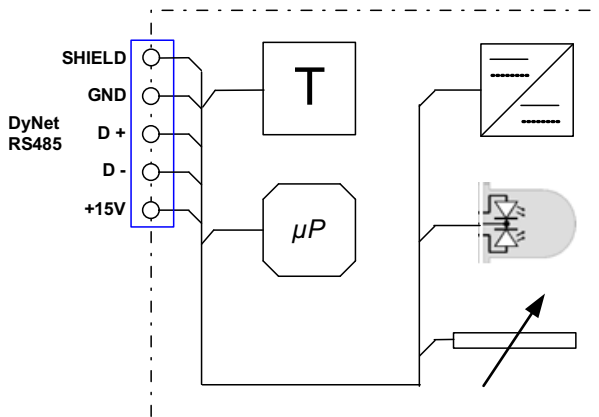 SHIELD
GND
DyNet
RS485
D +
D -
+15V
T
µP